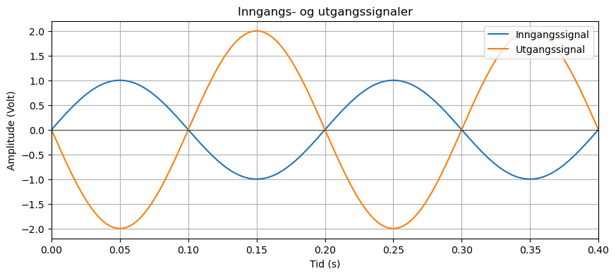 Inngangs- og utgangssignaler
Inngangssignal
Utgangssignal
Amplitude (Volt)
2.0
1.5
1.0
0.5
0.0
−0.5
−1.0
−1.5
−2.0
0.00 0.05 0.10 0.15 0.20 0.25 0.30 0.35 0.40
Tid (s)